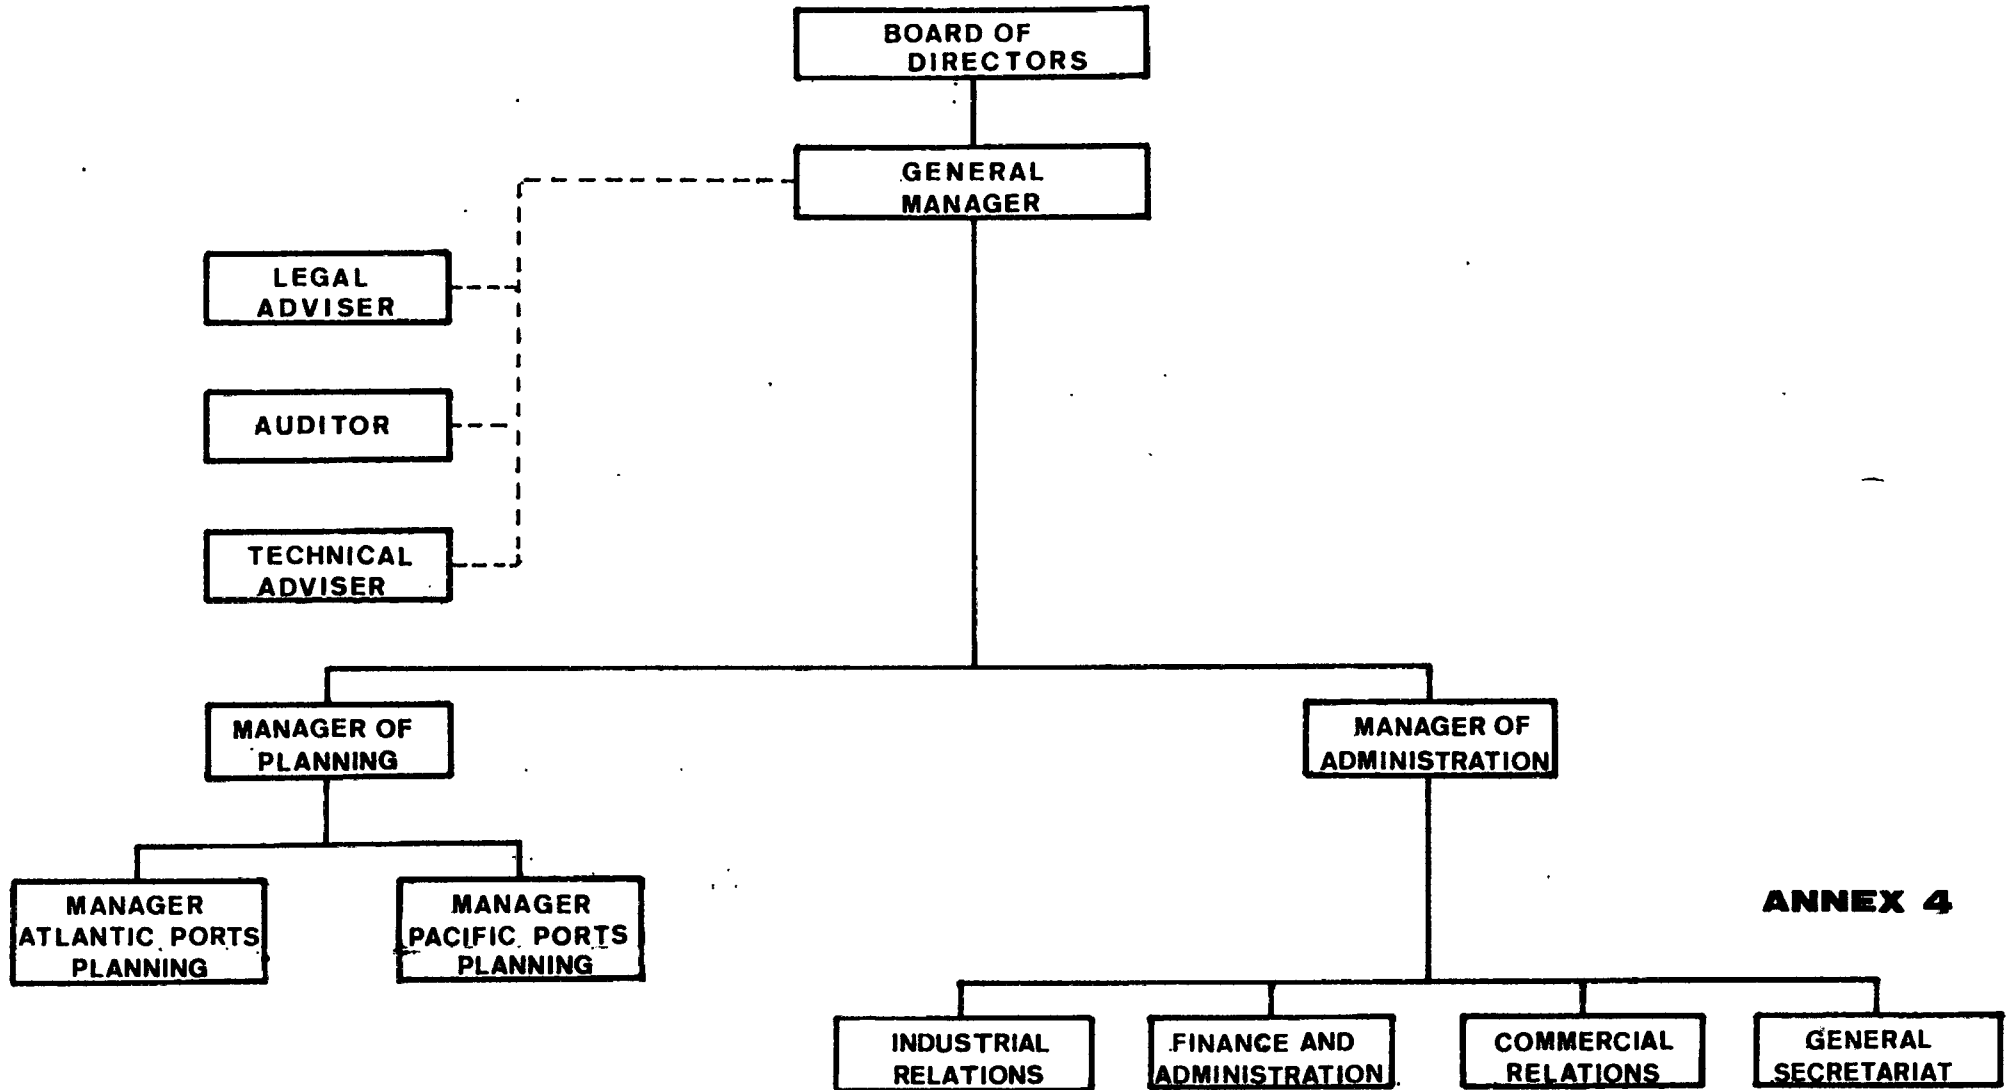 BOARD OF
DIRECTORS
GENERAL
MANAGER
LEGAL
ADVISER
AUDITOR
TECHNICAL
ADVISER
MANAGER OF
PLANNING
MANAGER OF
ADMINISTRATION
MANAGER
ATLANTIC PORTS
PLANNING
MANAGER
PACIFIC PORTS
PLANNING
ANNEX 4
INDUSTRIAL
RELATIONS
FINANCE AND
ADMINISTRATION
COMMERCIAL
RELATIONS
GENERAL
SECRETARIAT